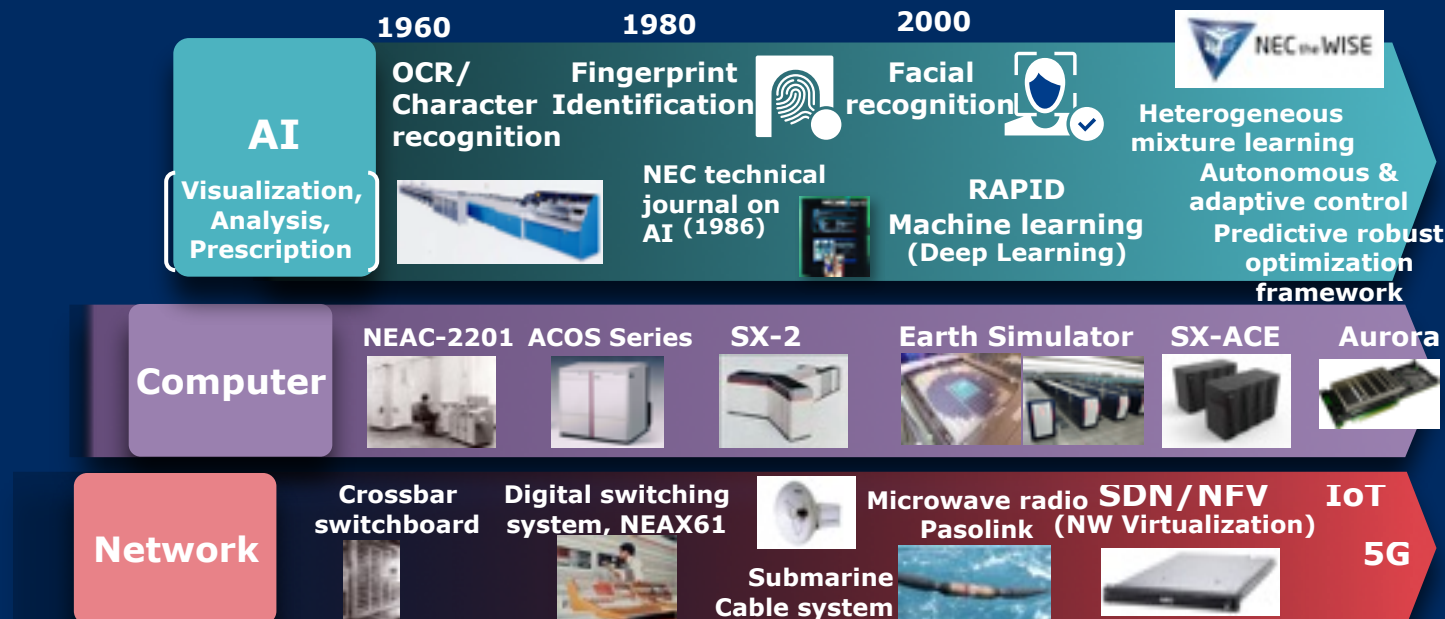 1960
1980
2000
NEC the WISE
AI
Visualization,
Analysis,
Prescription
OCR/
Character
recognition
Fingerprint
Identification
NEC technical
journal on
AI (1986)
Facial
recognition
RAPID
Machine learning
(Deep Learning)
Heterogeneous
mixture learning
Autonomous &
adaptive control
Predictive robust
optimization
framework
Computer
NEAC-2201
ACOS Series
SX-2
Earth Simulator
SX-ACE
Aurora
Network
Crossbar
switchboard
Digital switching
system, NEAX61
Submarine
Cable system
Microwave radio
Pasolink
SDN/NFV
(NW Virtualization)
IoT
5G